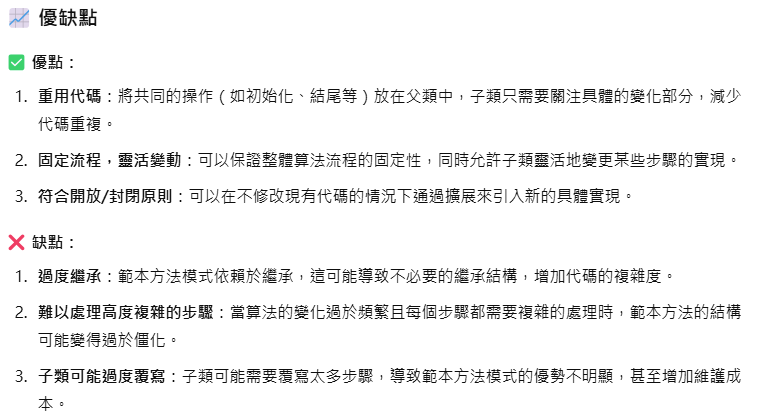 📈 優缺點
✅ 優點：
1. 重用代碼：將共同的操作（如初始化、結尾等）放在父類中，子類只需要關注具體的變化部分，減少
代碼重複。
2. 固定流程，靈活變動：可以保證整體算法流程的固定性，同時允許子類靈活地變更某些步驟的實現。
3. 符合開放/封閉原則：可以在不修改現有代碼的情況下通過擴展來引入新的具體實現。
❌ 缺點：
1. 過度繼承：範本方法模式依賴於繼承，這可能導致不必要的繼承結構，增加代碼的複雜度。
2. 難以處理高度複雜的步驟：當算法的變化過於頻繁且每個步驟都需要複雜的處理時，範本方法的結構
可能變得過於僵化。
3. 子類可能過度覆寫：子類可能需要覆寫太多步驟，導致範本方法模式的優勢不明顯，甚至增加維護成
本。